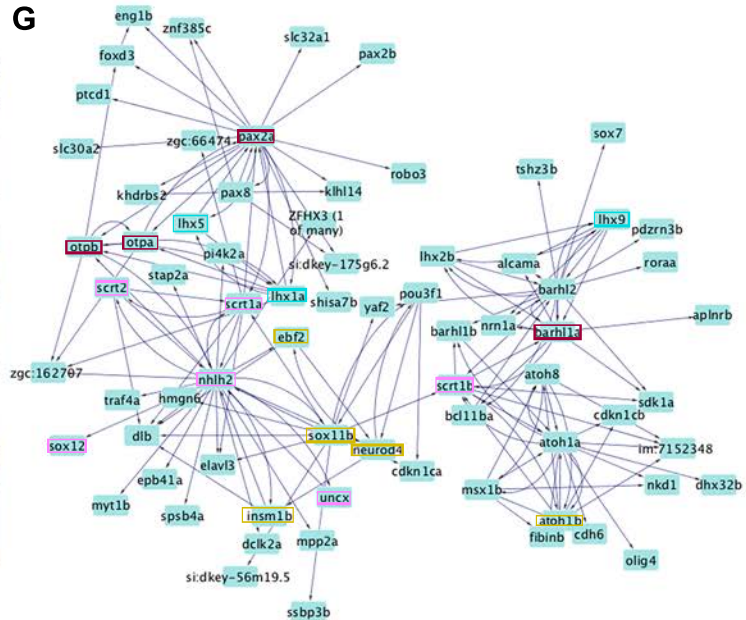 G
eng1b
znf385c
slc32a1
foxd3
pax2b
ptcd1
sox7
slc30a2
zgc:66474
pax2a
robo3
tshz3b
khdrbs2
pax8
klhl14
lhx5
ZFHX3 (1
of many)
lhx9
pdzrn3b
otpb
otpa
pi4k2a
si:dkey-175g6.2
lhx2b
alcama
roraa
stap2a
scrt2
scrt1a
lhx1a
shisa7b
yaf2
pou3f1
barhl2
aplnrb
ebf2
barhl1b
nrn1a
barhl1a
zgc:162707
nhlh2
scrt1b
atoh8
traf4a
hmgn6
bcl11ba
cdkn1cb
sdk1a
sox12
dlb
sox11b
neurod4
atoh1a
im:7152348
elavl3
cdkn1ca
epb41a
msx1b
nkd1
dhx32b
myt1b
spsb4a
insm1b
uncx
atoh1b
fibinb
cdh6
dclk2a
mpp2a
olig4
si:dkey-56m19.5
ssbp3b